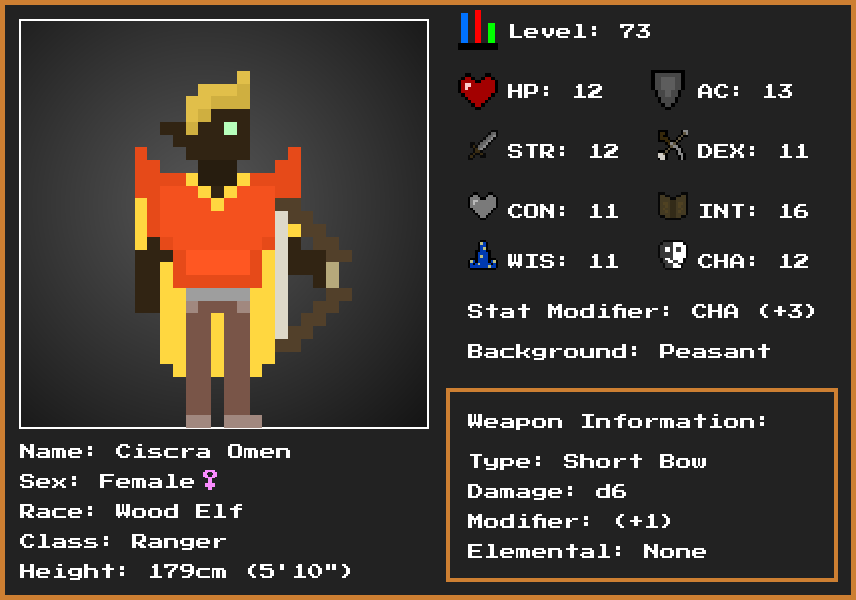 Level: 73
HP: 12 AC: 13
STR: 12 DEX: 11
CON: 11 INT: 16
WIS: 11 CHA: 12
Stat Modifier: CHA (+3)
Background: Peasant
Weapon Information:
Type: Short Bow
Damage: d6
Modifier: (+1)
Elemental: None
Name: Ciscra Omen
Sex: Female♀
Race: Wood Elf
Class: Ranger
Height: 179cm (5'10")